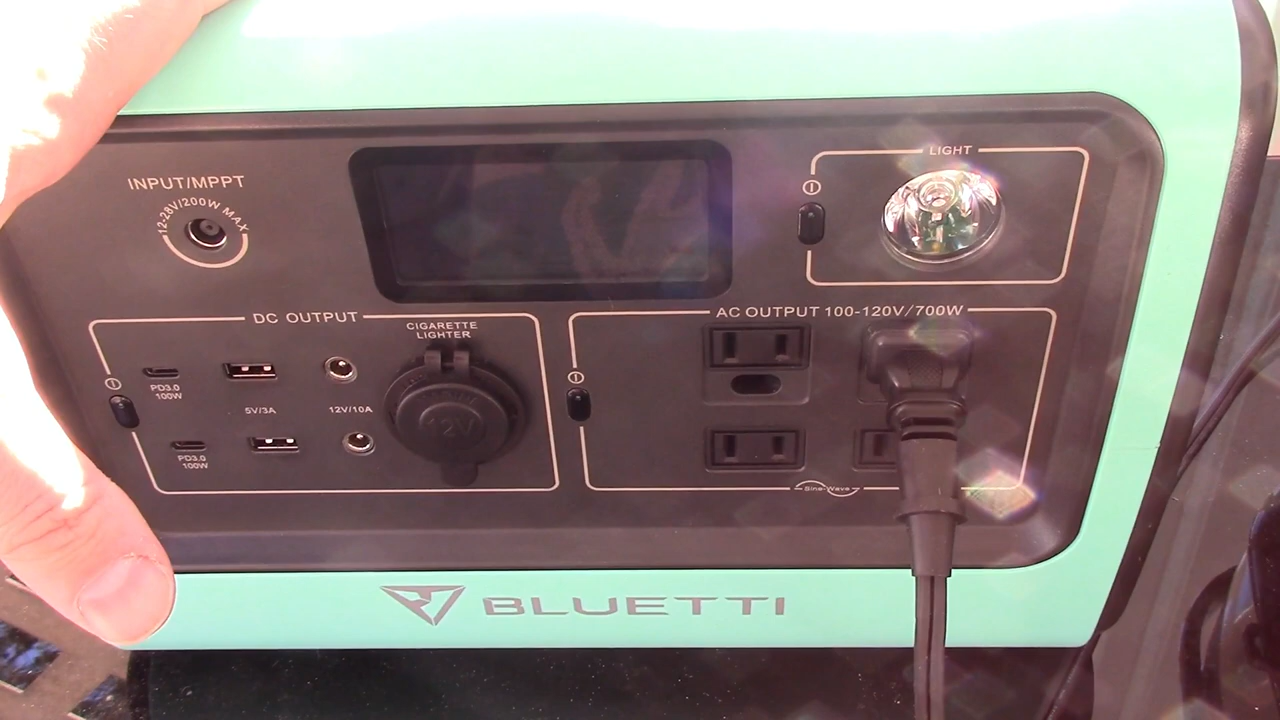 INPUT/MPPT
12-28V/200W MAX
LIGHT
DC OUTPUT
CIGARETTE
LIGHTER
AC OUTPUT 100-120V/700W
PD3.0
100W
5V/3A
12V/10A
12V
PD3.0
100W
Sine-Wave
BLUETTI